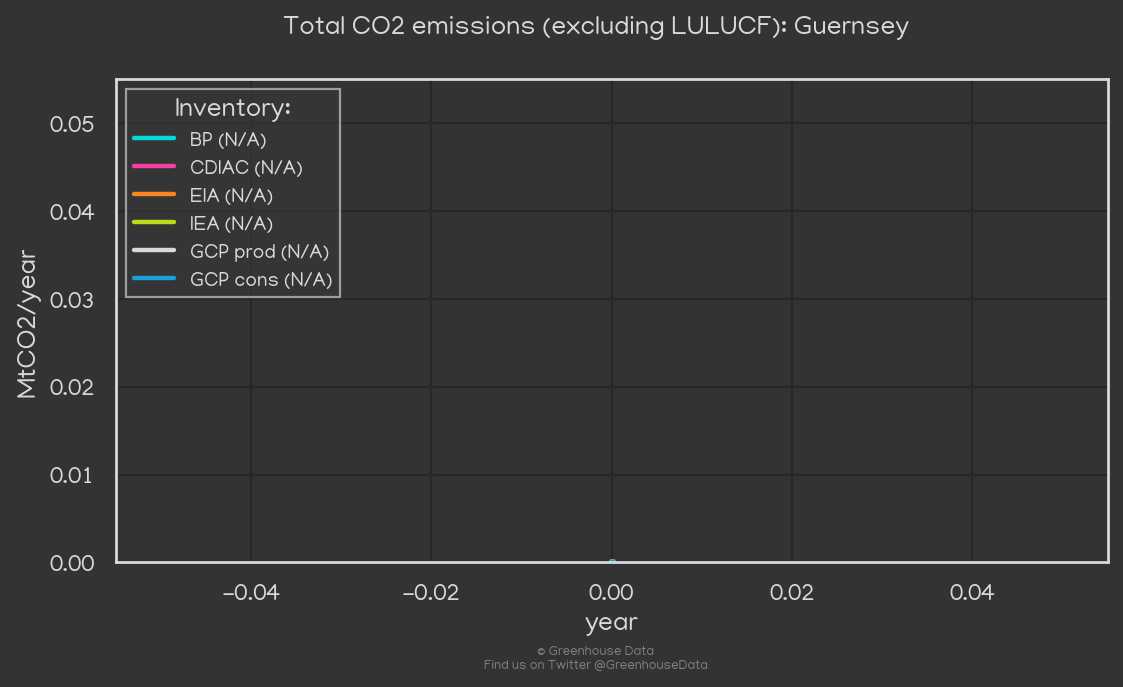 Total CO2 emissions (excluding LULUCF): Guernsey
Inventory:
BP (N/A)
CDIAC (N/A)
EIA (N/A)
IEA (N/A)
GCP prod (N/A)
GCP cons (N/A)
MtCO2/year
0.05
0.04
0.03
0.02
0.01
0.00
−0.04 −0.02 0.00 0.02 0.04
year
© Greenhouse Data
Find us on Twitter @GreenhouseData